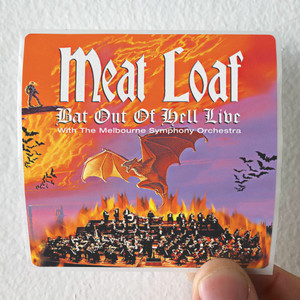 Meat Loaf
Bat Out Of Hell Live
With The Melbourne Symphony Orchestra